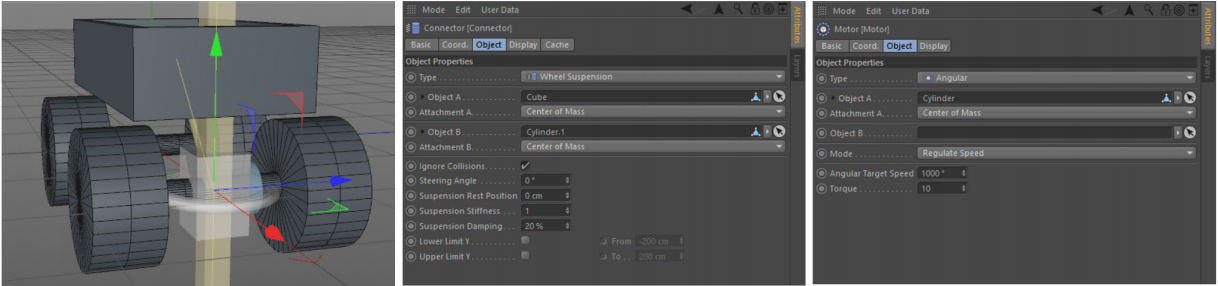 Mode Edit User Data
Connector [Connector]
Basic Coord. Object Display Cache
Object Properties
Type . . . . . . . . . . . . . . Wheel Suspension
Object A . . . . . . . . . . Cube
Attachment A. . . . . . . . Center of Mass
Object B . . . . . . . . . . Cylinder.1
Attachment B. . . . . . . . Center of Mass
Ignore Collisions. . . . . . ✓
Steering Angle . . . . . . . 0 °
Suspension Rest Position 0 cm
Suspension Stiffness . . . 1
Suspension Damping. . . 20 %
Lower Limit Y . . . . . . . . From -200 cm
Upper Limit Y. . . . . . . . To . . 200 cm
Attributes
Layers
Mode Edit User Data
Motor [Motor]
Basic Coord. Object Display
Object Properties
Type . . . . . . . . . . . . . . Angular
Object A . . . . . . . . . . Cylinder
Attachment A. . . . . . . . Center of Mass
Object B . . . . . . . . . .
Mode . . . . . . . . . . . . . Regulate Speed
Angular Target Speed 1000 °
Torque . . . . . . . . . . . . 10
Attributes
Layers